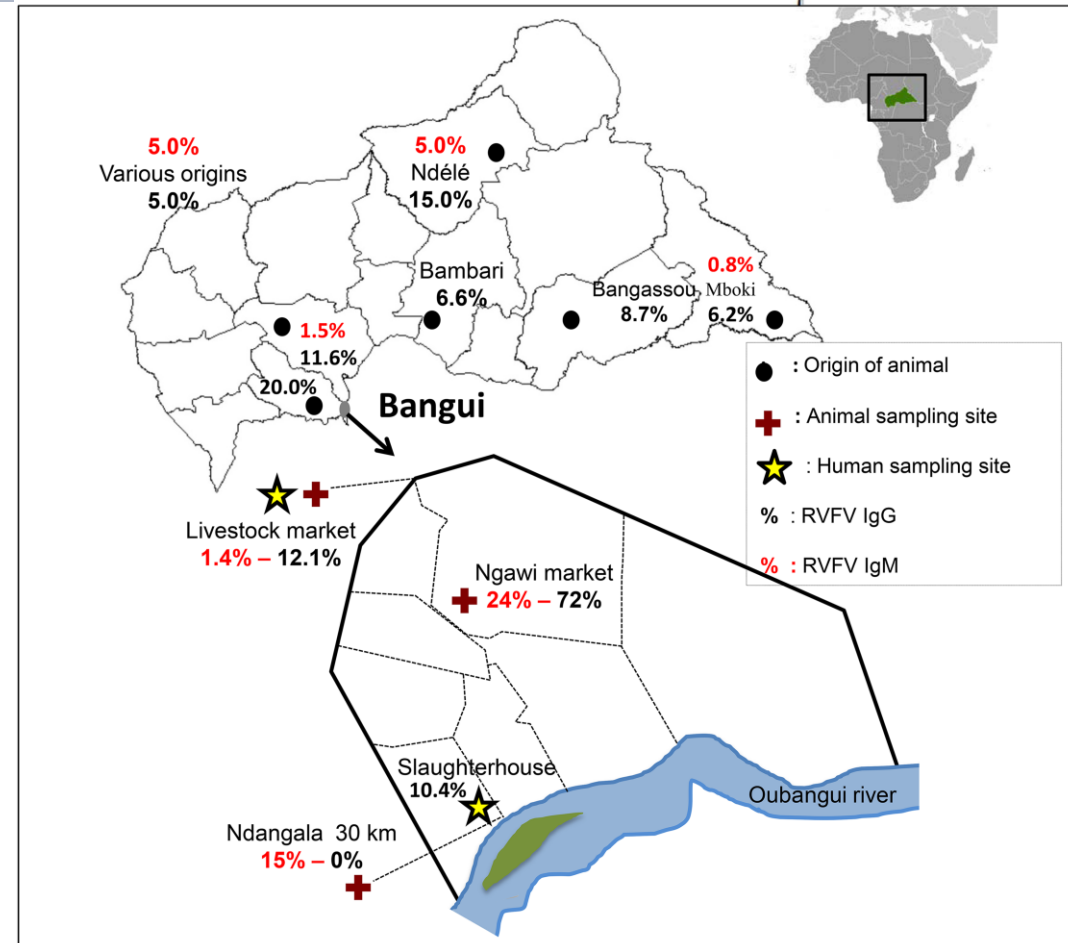 5.0%
Various origins
5.0%
5.0%
Ndélé
15.0%
Bambari
6.6%
Bangassou
8.7%
0.8%
Mboki
6.2%
1.5%
11.6%
20.0%
Bangui
: Origin of animal
: Animal sampling site
: Human sampling site
% : RVFV IgG
% : RVFV IgM
Livestock market
1.4% – 12.1%
Ngawi market
24% – 72%
Slaughterhouse
10.4%
Oubangui river
Ndangala 30 km
15% – 0%